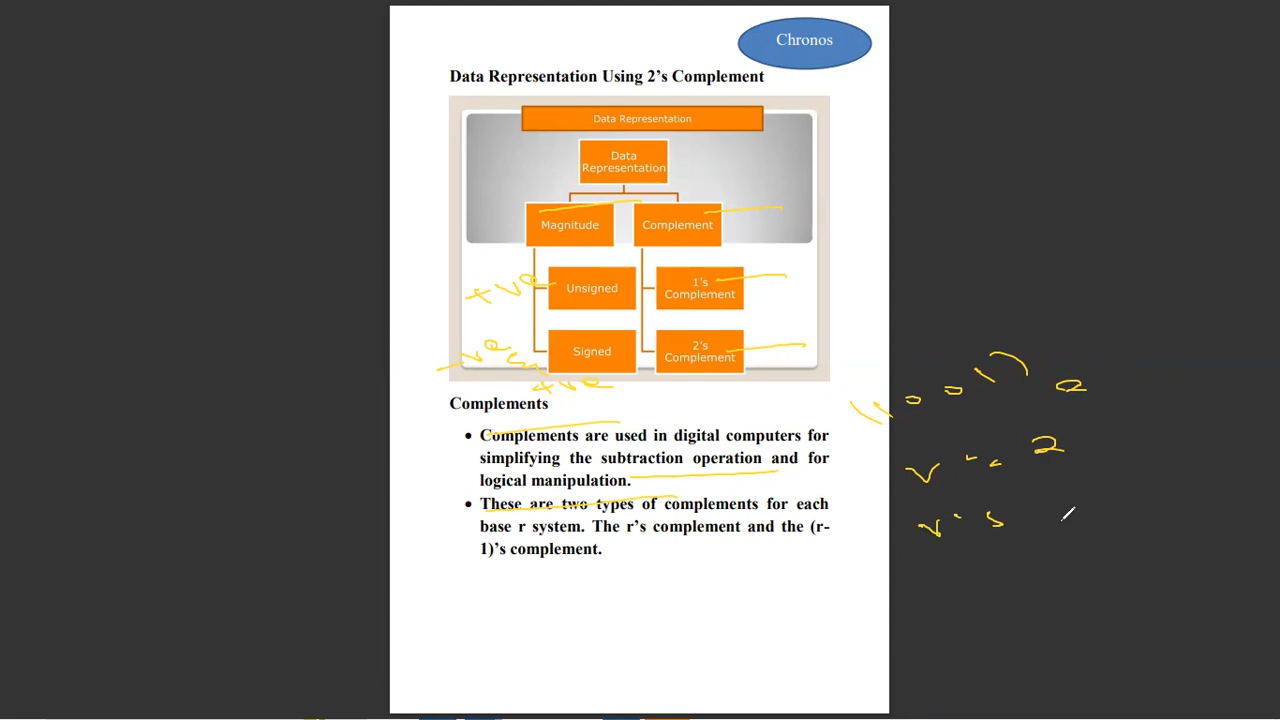 Chronos
Data Representation Using 2’s Complement
Data Representation
Data
Representation
Magnitude
Complement
+ve
Unsigned
1's
Complement
-ve
Signed
2's
Complement
+ve
Complements
• Complements are used in digital computers for
simplifying the subtraction operation and for
logical manipulation.
• These are two types of complements for each
base r system. The r’s complement and the (r-
1)’s complement.
(1001) 2
2
r's